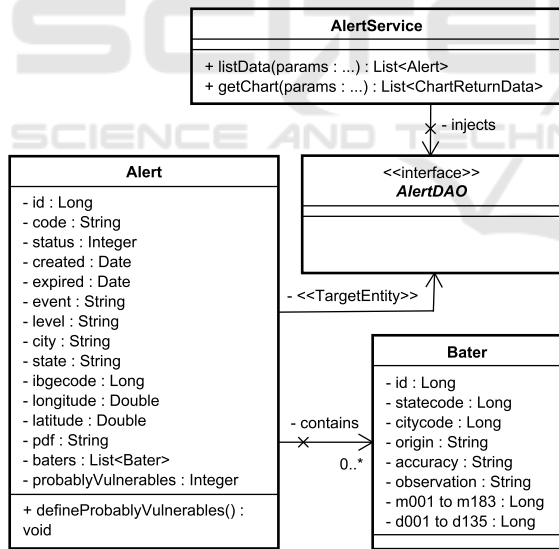 AlertService
+ listData(params : ...) : List<Alert>
+ getChart(params : ...) : List<ChartReturnData>
- injects
SCIENCE AND TECHN
Alert
- id : Long
- code : String
- status : Integer
- created : Date
- expired : Date
- event : String
- level : String
- city : String
- state : String
- ibgecode : Long
- longitude : Double
- latitude : Double
- pdf : String
- baters : List<Bater>
- probablyVulnerables : Integer
+ defineProbablyVulnerables() :
void
<<interface>>
AlertDAO
- <<TargetEntity>>
- contains
0..*
Bater
- id : Long
- statecode : Long
- citycode : Long
- origin : String
- accuracy : String
- observation : String
- m001 to m183 : Long
- d001 to d135 : Long